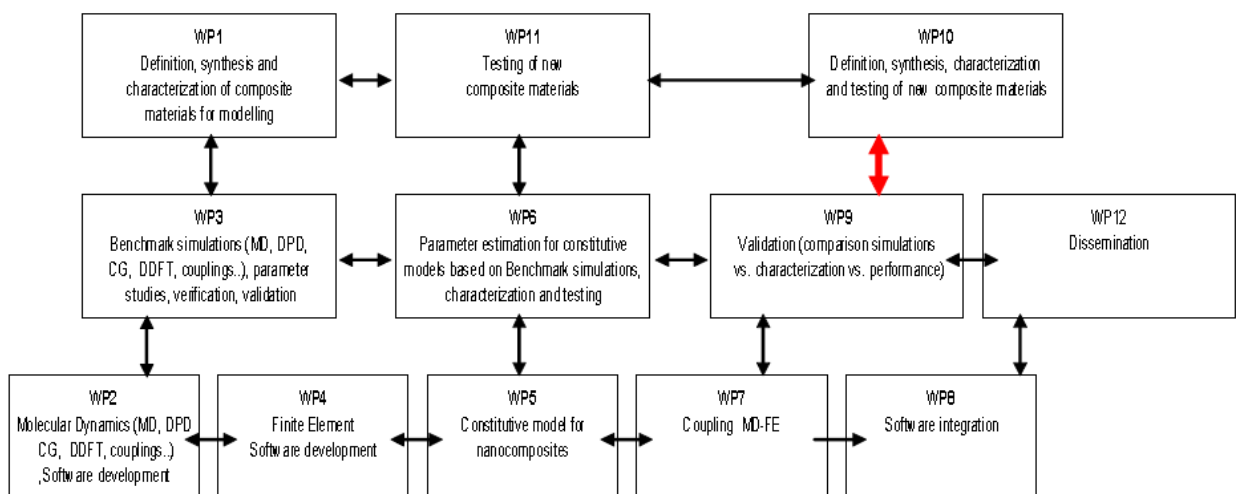 WP1
Definition, synthesis and
characterization of composite
materials for modelling
WP11
Testing of new
composite materials
WP10
Definition, synthesis, characterization
and testing of new composite materials
WP3
Benchmark simulations (MD, DPD,
CG, DDFT, couplings..), parameter
studies, verification, validation
WP6
Parameter estimation for constitutive
models based on Benchmark simulations,
characterization and testing
WP9
Validation (comparison simulations
vs. characterization vs. performance)
WP12
Dissemination
WP2
Molecular Dynamics (MD, DPD
CG, DDFT, couplings..)
,Software development
WP4
Finite Element
Software development
WP5
Constitutive model for
nanocomposites
WP7
Coupling MD-FE
WP8
Software integration